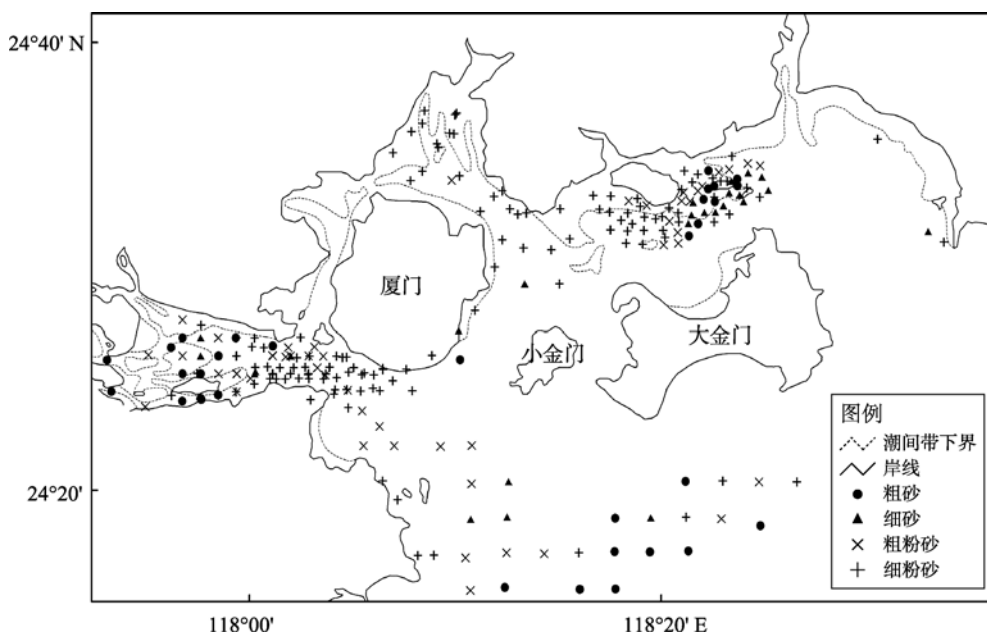 24°40' N
厦门
小金门
大金门
图例
潮间带下界
岸线
粗砂
细砂
粗粉砂
细粉砂
24°20'
118°00'
118°20' E